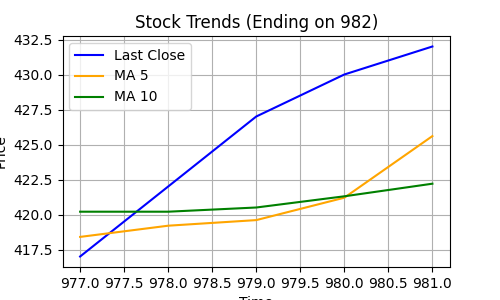 Stock Trends (Ending on 982)
Last Close
MA 5
MA 10
432.5
430.0
427.5
425.0
422.5
420.0
417.5
Price
977.0 977.5 978.0 978.5 979.0 979.5 980.0 980.5 981.0
Time